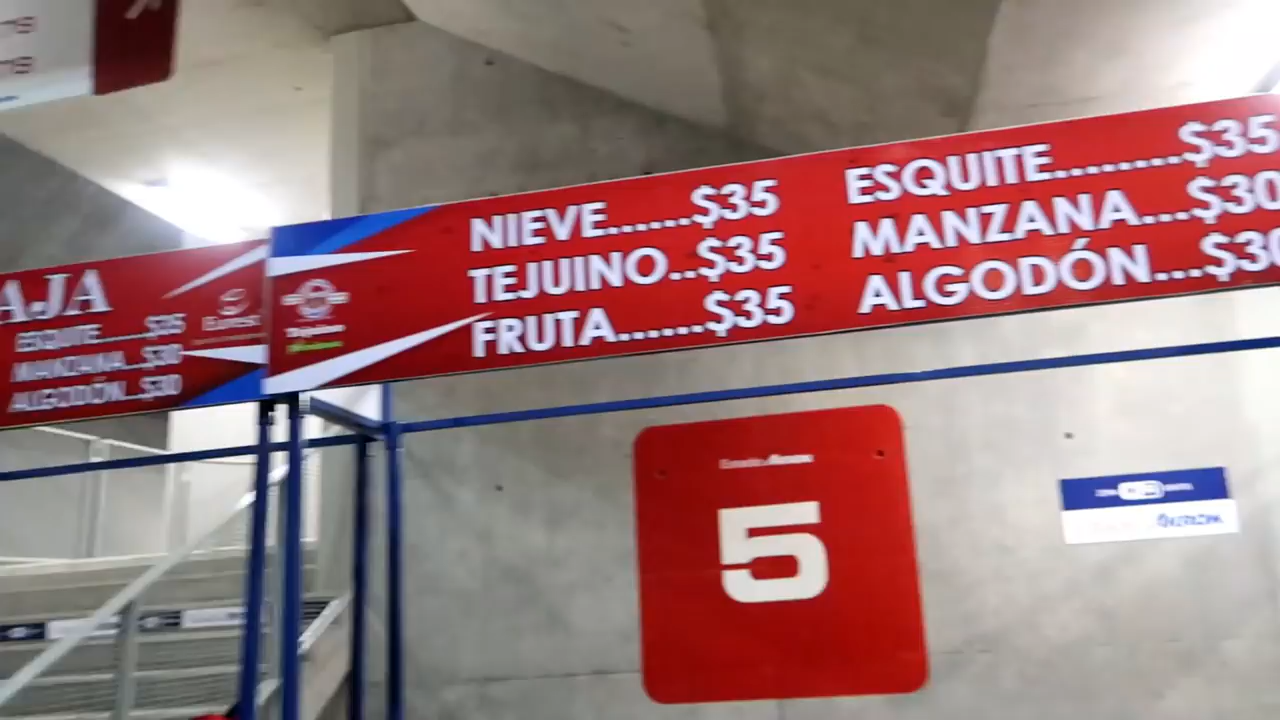 NIEVE......$35
TEJUINO..$35
FRUTA......$35
ESQUITE........$35
MANZANA...$30
ALGODÓN...$30
AJA
ESQUITE......$35
MANZANA...$30
ALGODÓN...$30
5